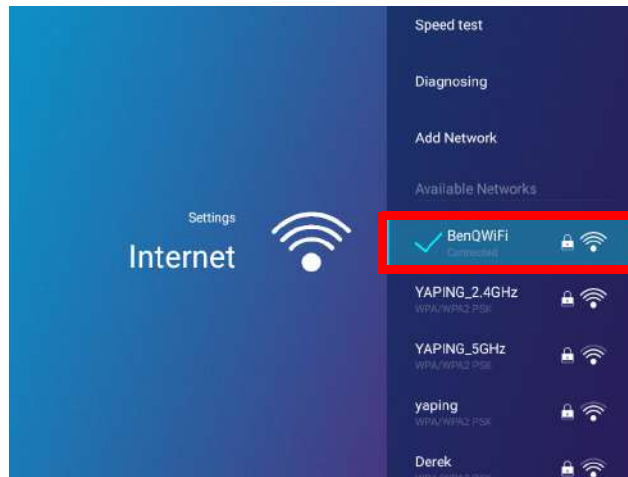 Speed test
Diagnosing
Add Network
Available Networks
Settings
Internet
BenQWiFi
Connected
YAPING_2.4GHz
WPA/WPA2 PSK
YAPING_5GHz
WPA/WPA2 PSK
yaping
WPA/WPA2 PSK
Derek